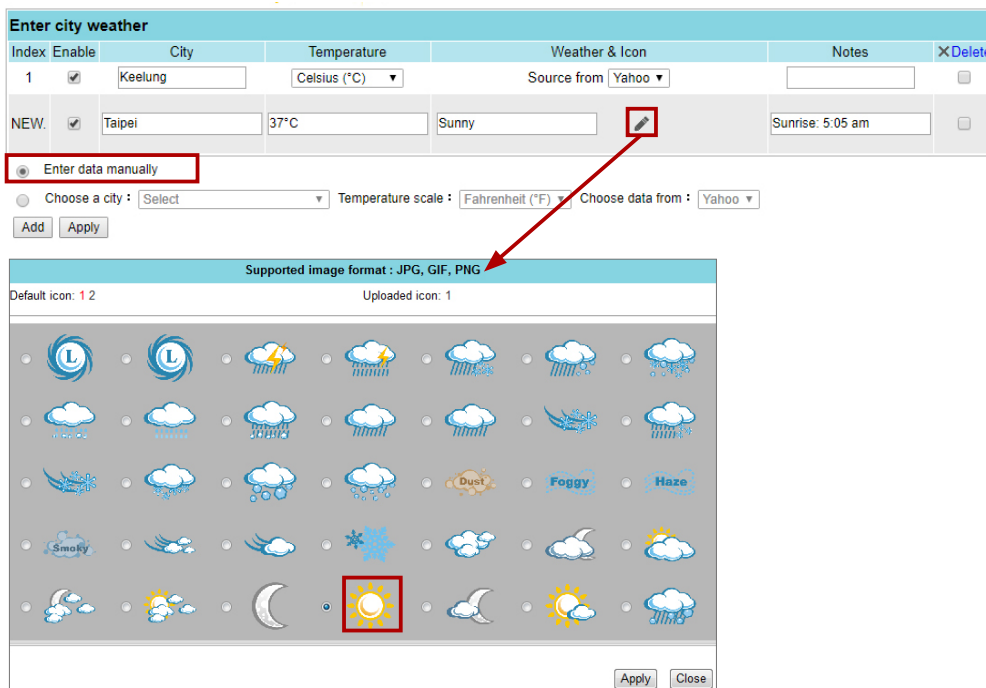 Enter city weather
Index Enable City Temperature Weather & Icon Notes Delete
1 Keelung Celsius (°C) Source from Yahoo
NEW. Taipei 37°C Sunny Sunrise: 5:05 am
Enter data manually
Choose a city : Select Temperature scale : Fahrenheit (°F) Choose data from : Yahoo
Add Apply
Supported image format : JPG, GIF, PNG
Default icon: 1 2 Uploaded icon: 1
L L
Dust Foggy Haze
Smoky
Apply Close